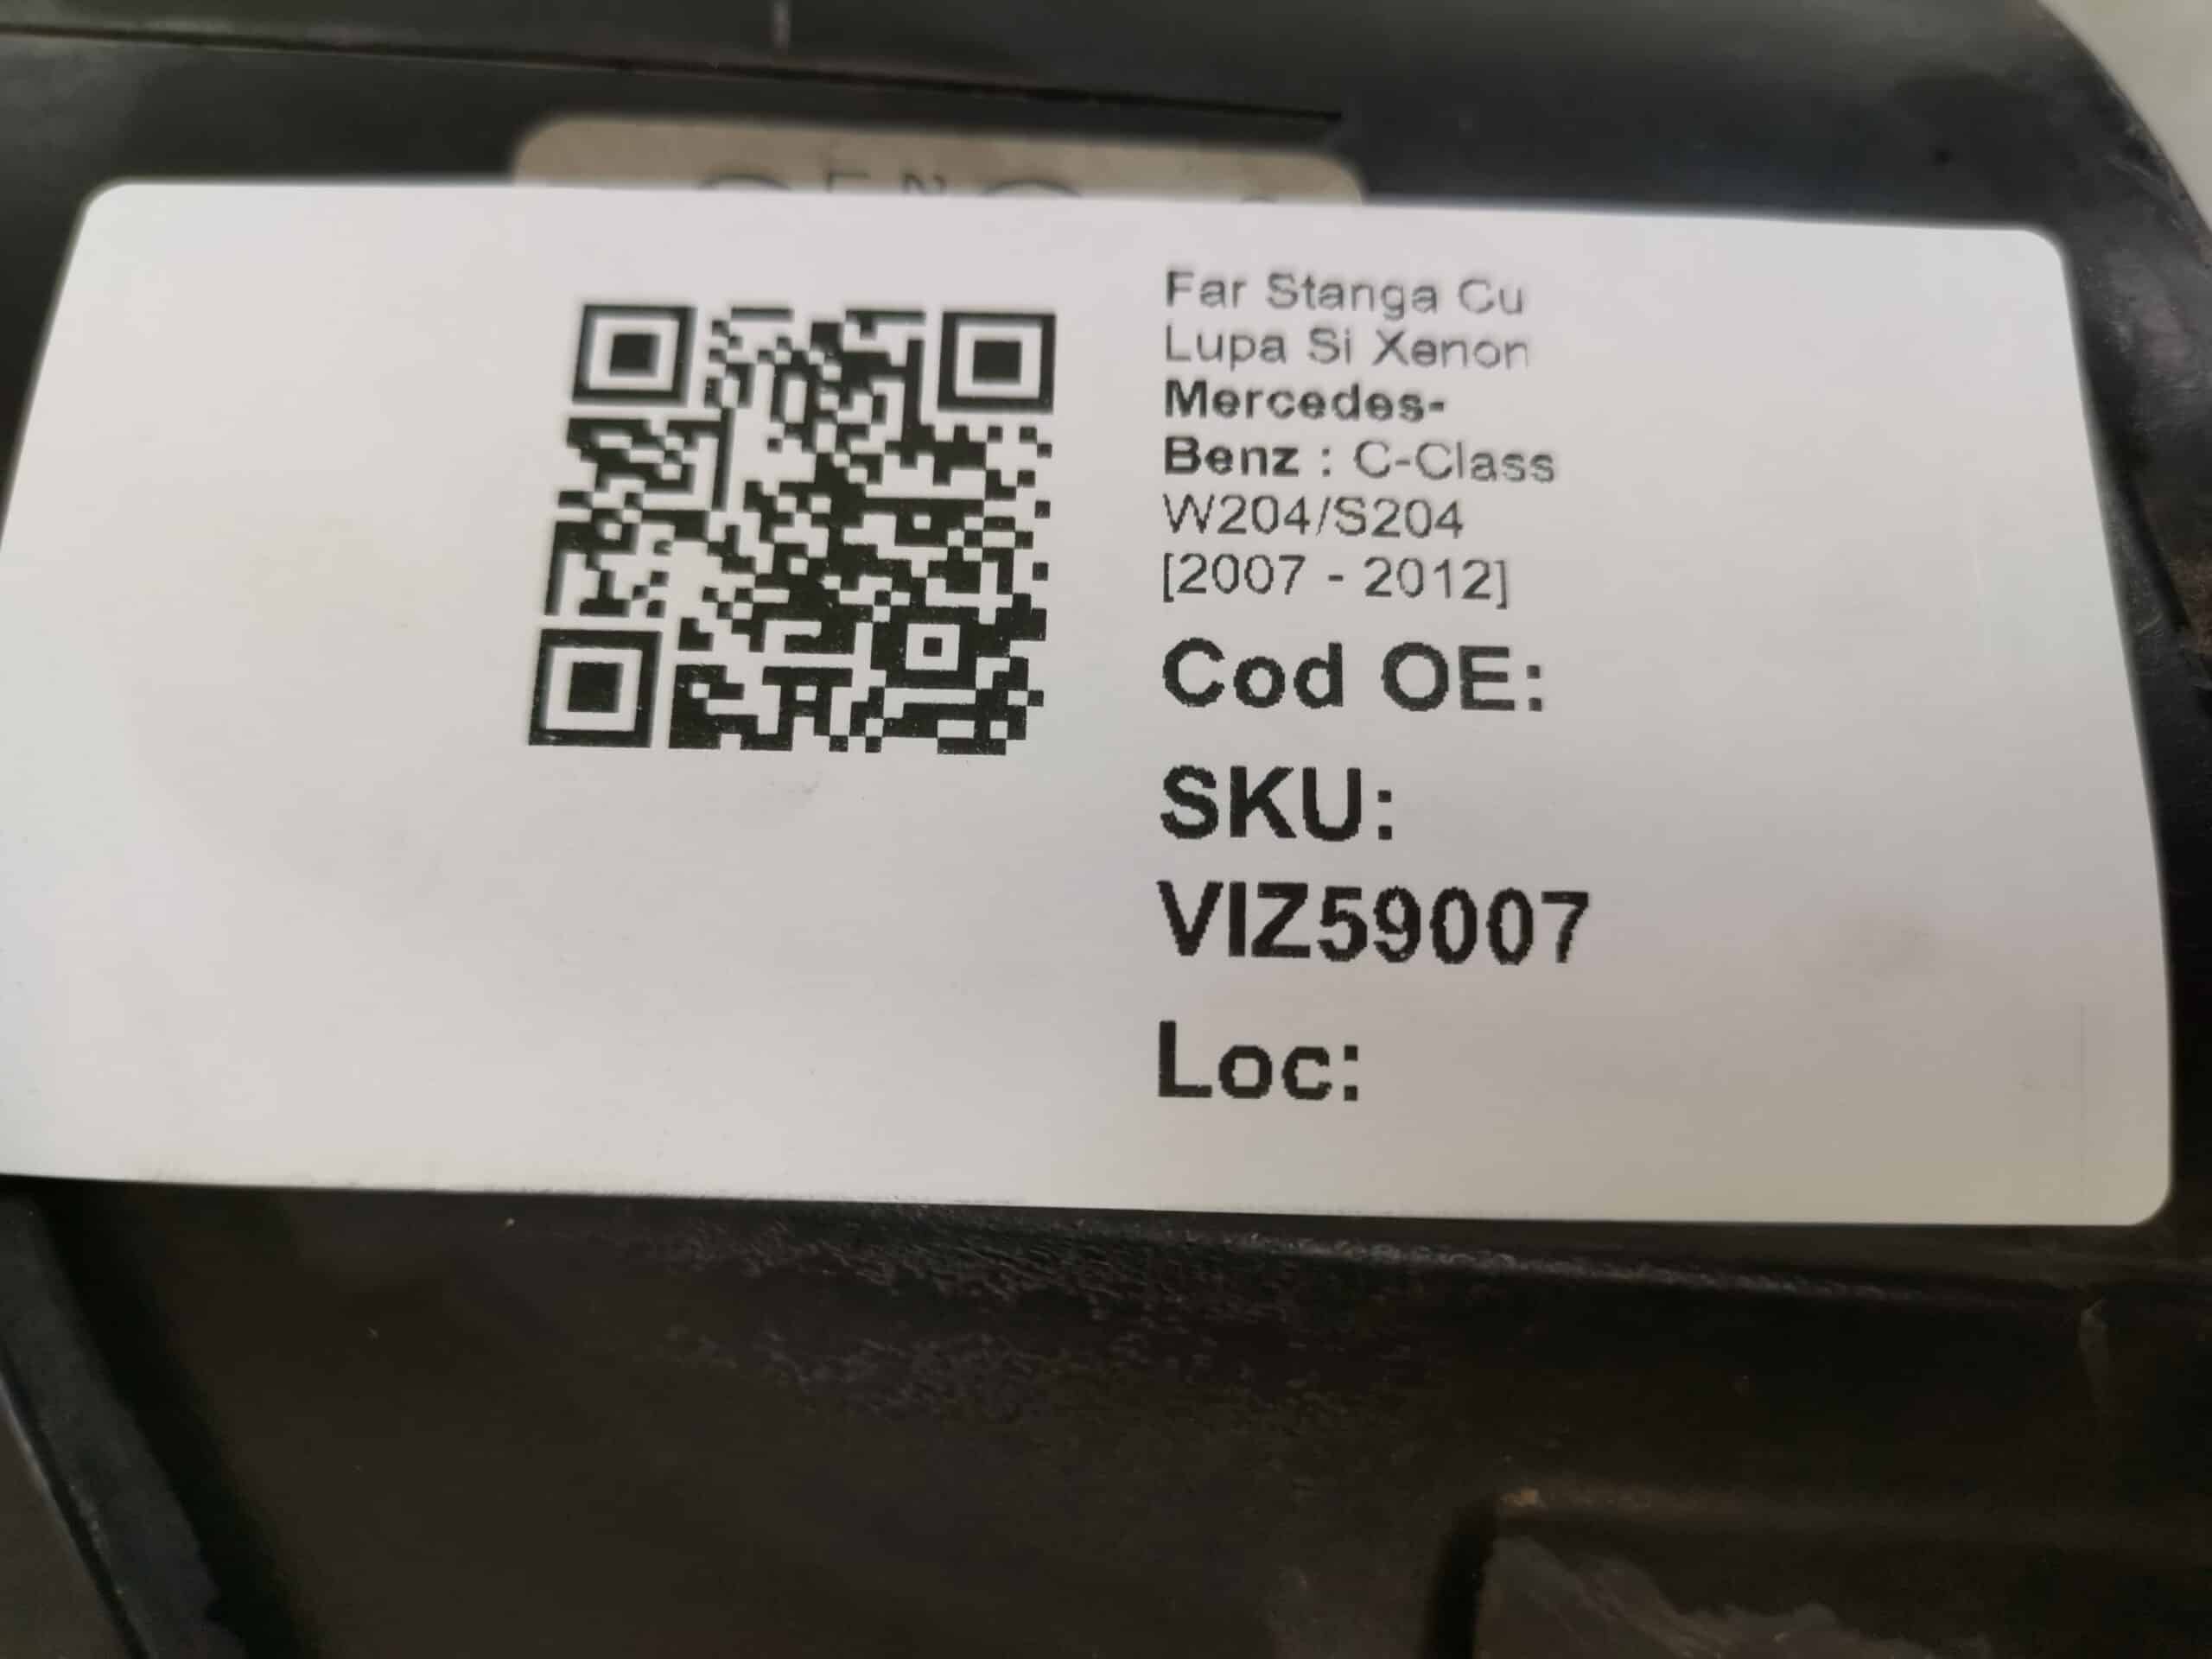 Far Stanga Cu
Lupa Si Xenon
Mercedes-
Benz : C-Class
W204/S204
[2007 - 2012]
Cod OE:
SKU:
VIZ59007
Loc: